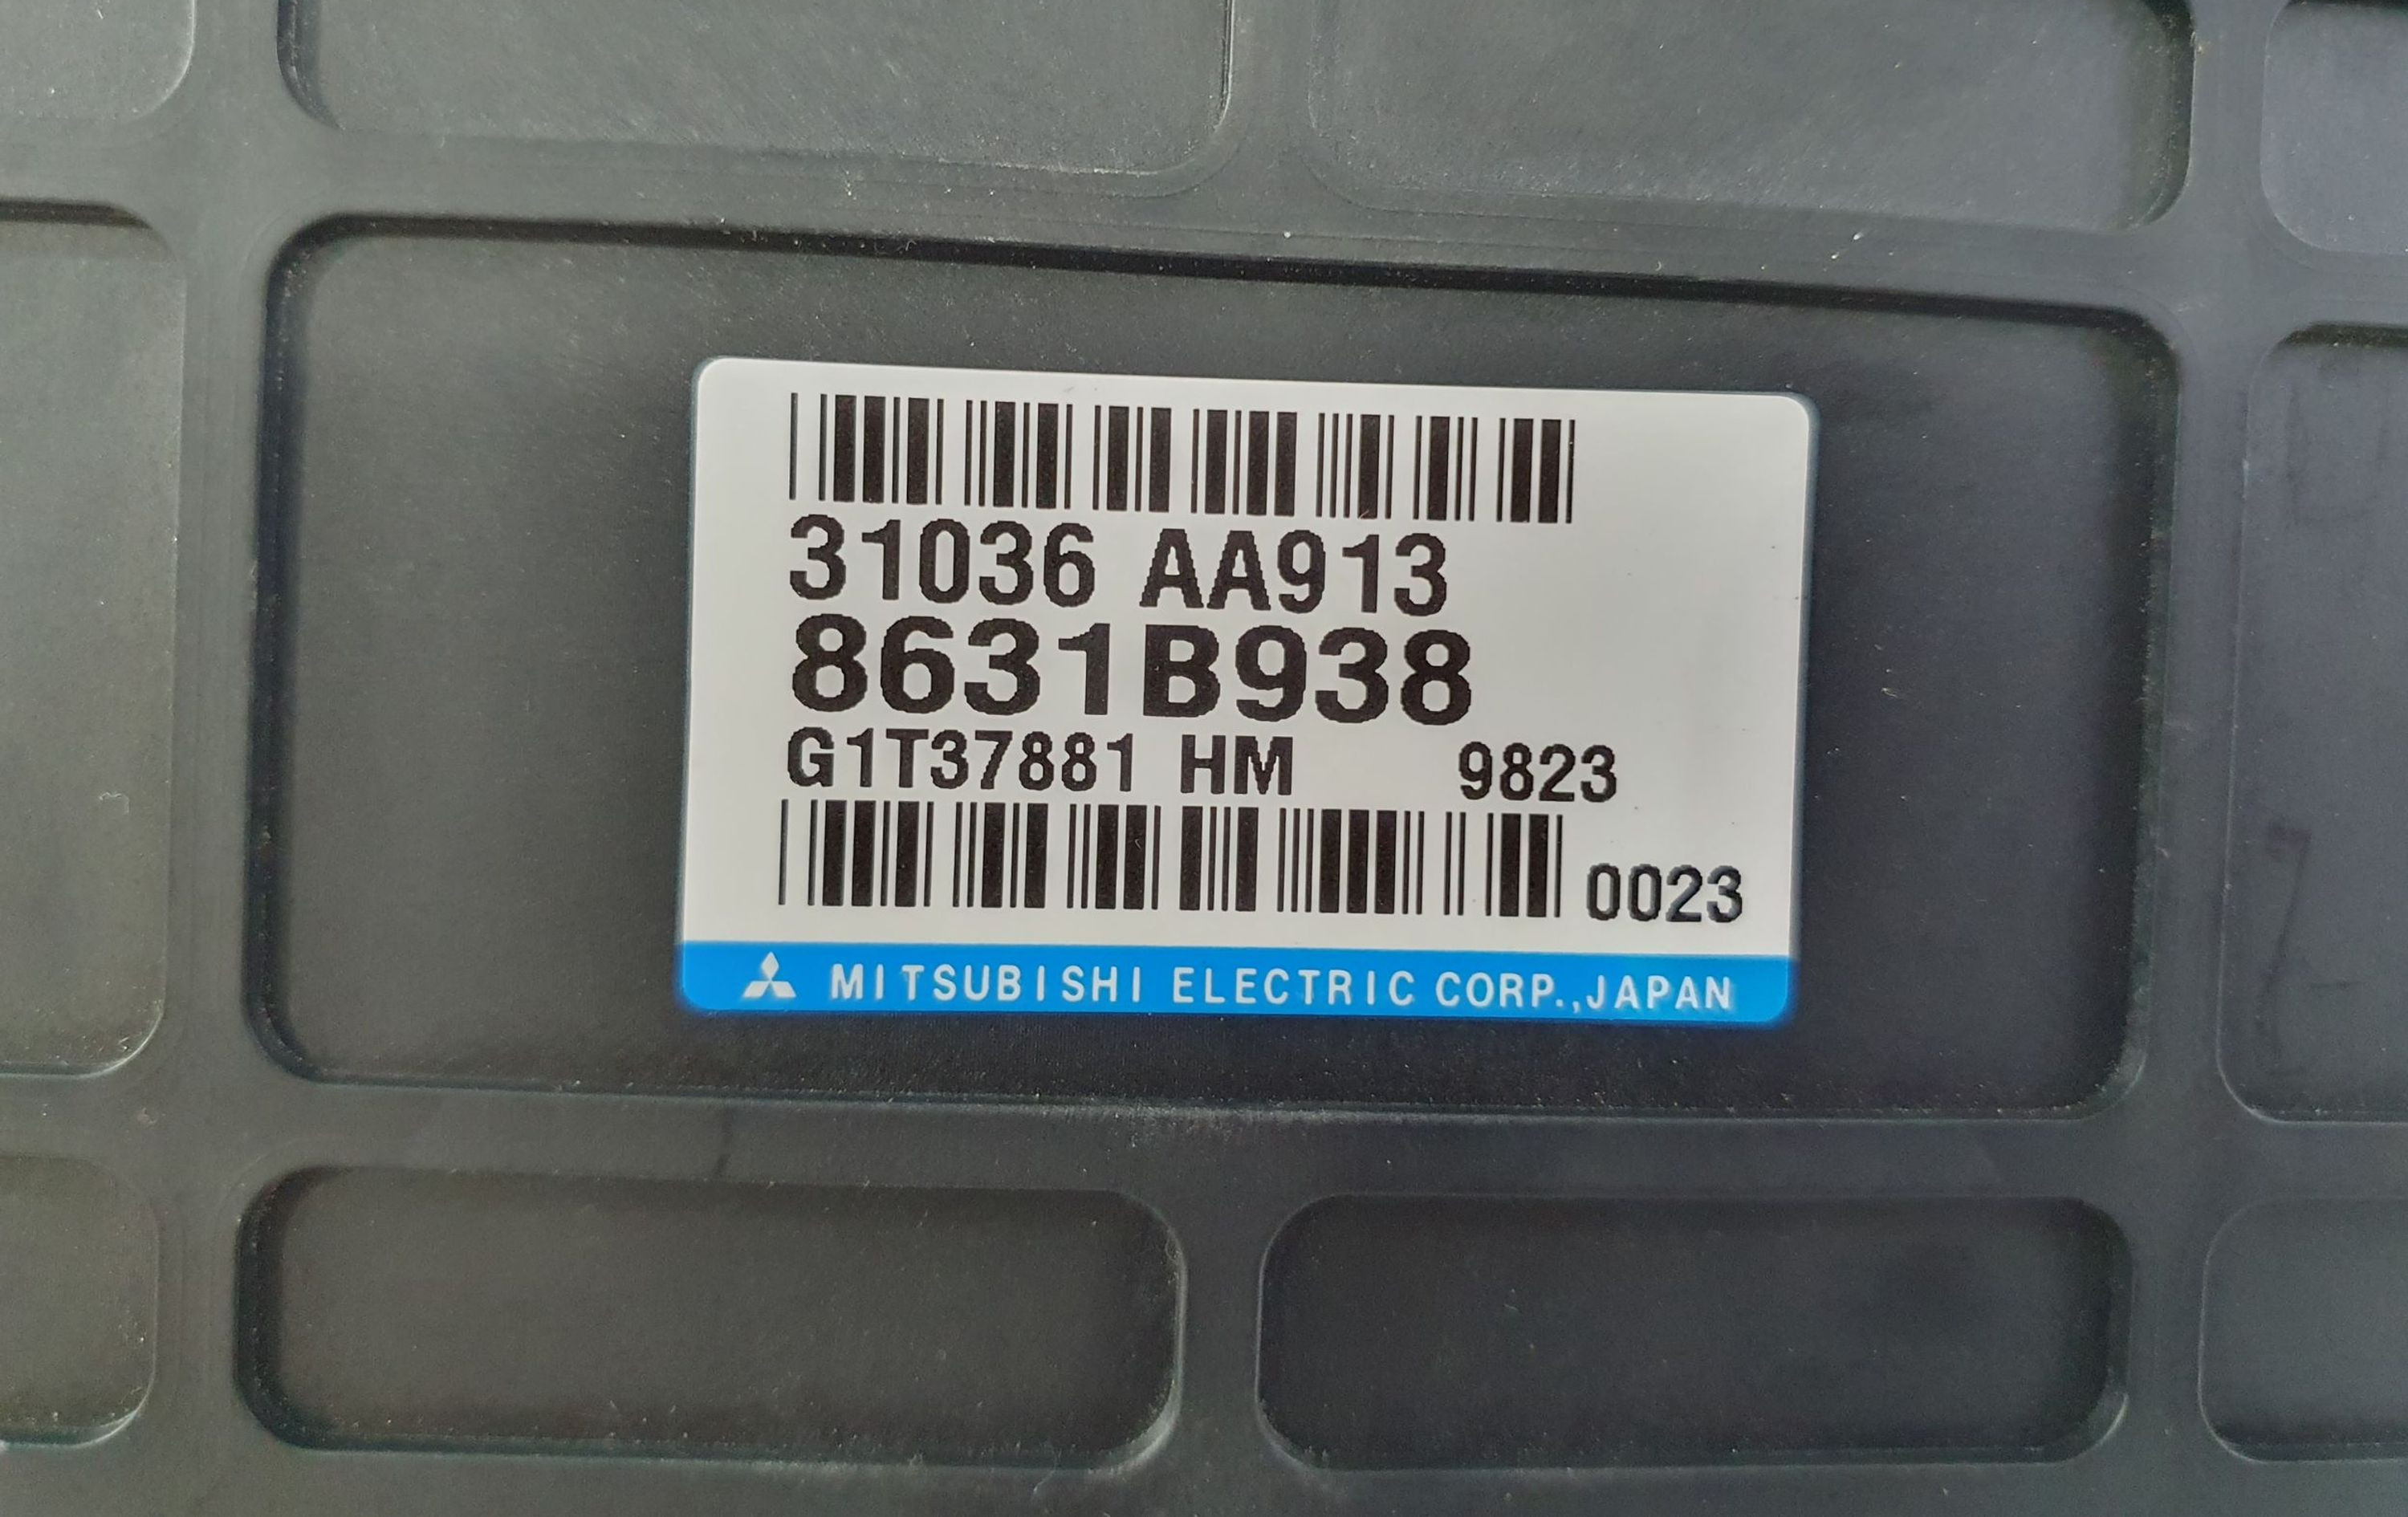 31036 AA913
8631B938
G1T37881 HM 9823
0023
MITSUBISHI ELECTRIC CORP.,JAPAN